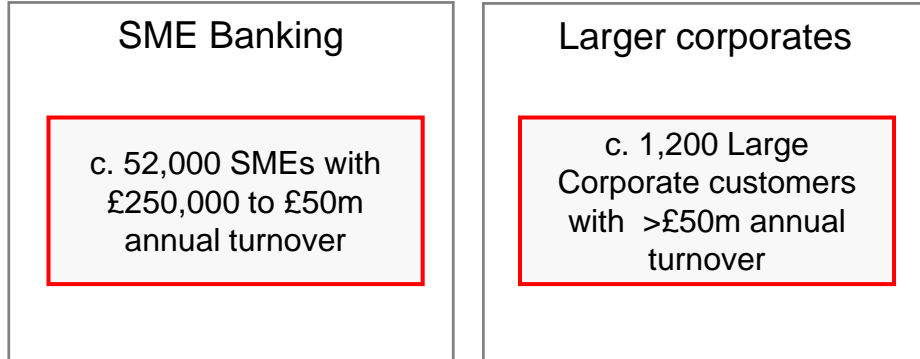 SME Banking
c. 52,000 SMEs with
£250,000 to £50m
annual turnover
Larger corporates
c. 1,200 Large
Corporate customers
with >£50m annual
turnover